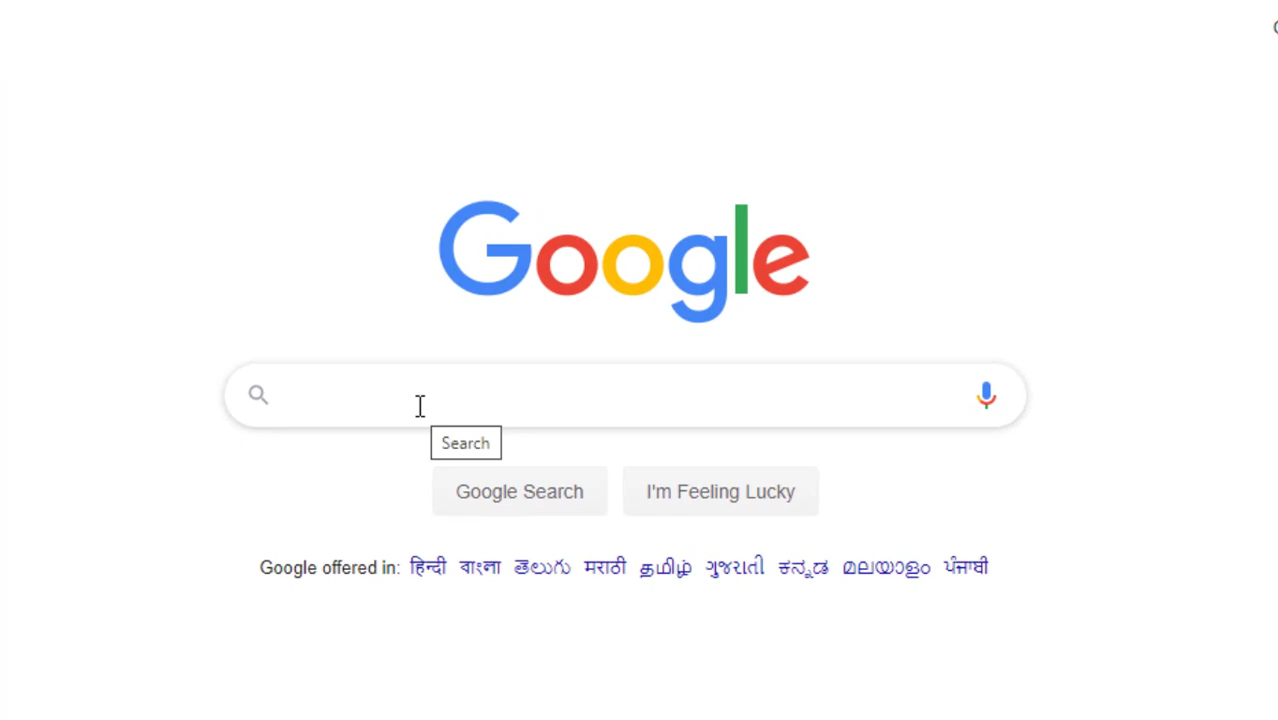 Google
Search
Google Search
I'm Feeling Lucky
Google offered in: हिन्दी বাংলা తెలుగు मराठी தமிழ் ગુજરાતી ಕನ್ನಡ മലയാളം ਪੰਜਾਬੀ